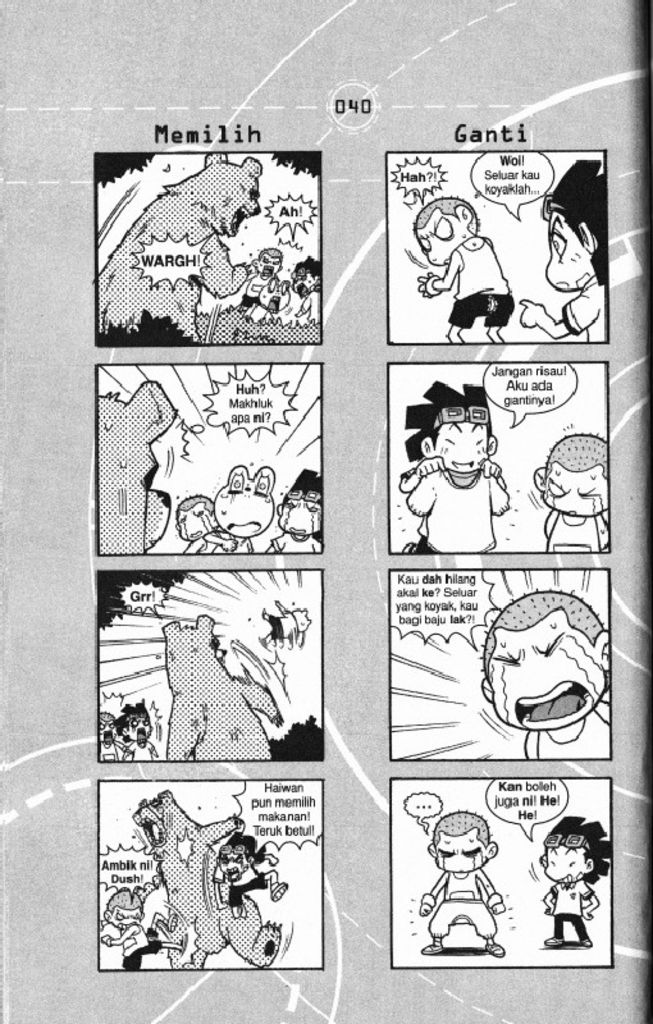 040
Memilih
WARGH!
Ah!
Huh?
Makhluk
apa ni?
Grr!
Haiwan
pun memilih
makanan!
Teruk betul!
Ambik ni!
Dush!
Ganti
Hah?!
Woi!
Seluar kau
koyaklah...
Jangan risau!
Aku ada
gantinya!
Kau dah hilang
akal ke? Seluar
yang koyak, kau
bagi baju lak?!
...
Kan bolleh
juga ni! He!
He!